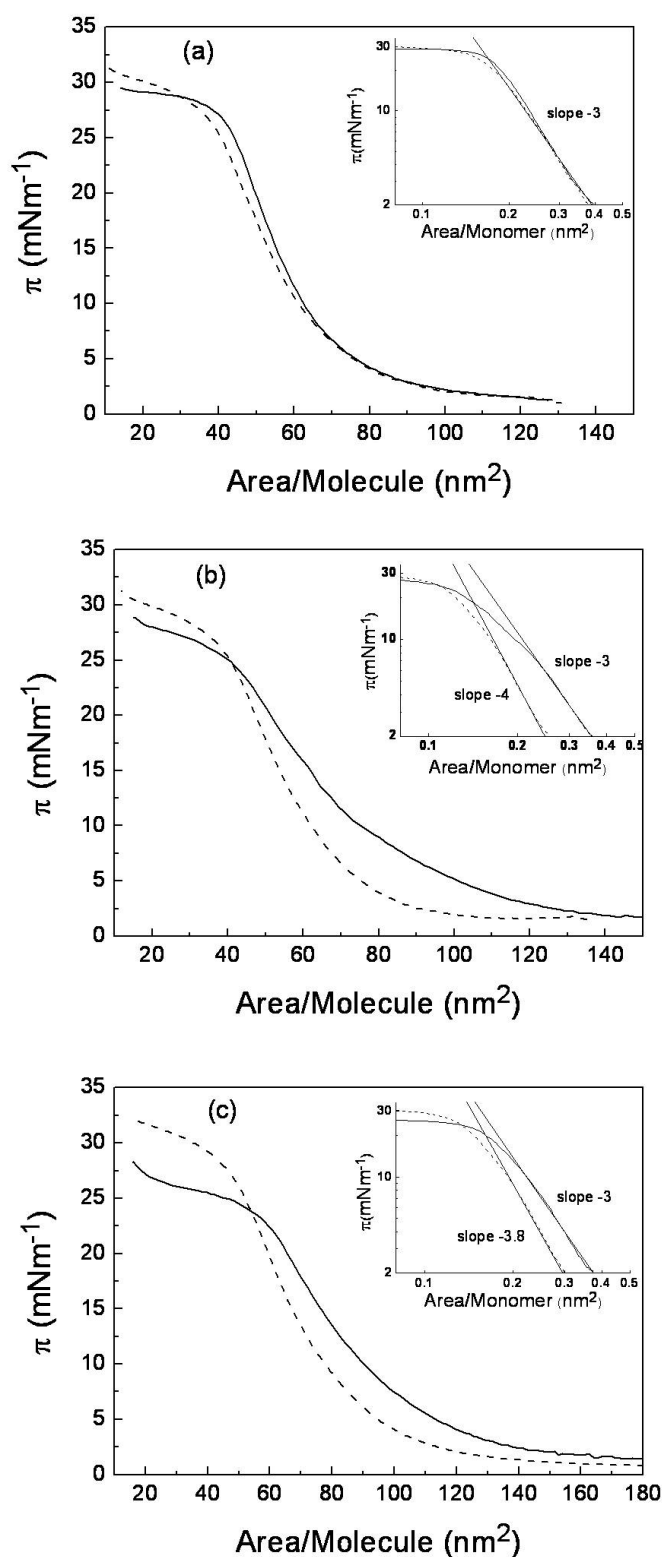 (a)
π (mNm-1)
35
30
25
20
15
10
5
0
20 40 60 80 100 120 140
Area/Molecule (nm2)
π(mNm-1)
30
10
2
slope -3
0.1 0.2 0.3 0.4 0.5
Area/Monomer (nm2)
(b)
π (mNm-1)
35
30
25
20
15
10
5
0
20 40 60 80 100 120 140
Area/Molecule (nm2)
π(mNm-1)
30
10
2
slope -3
slope -4
0.1 0.2 0.3 0.4 0.5
Area/Monomer (nm2)
(c)
π (mNm-1)
35
30
25
20
15
10
5
0
20 40 60 80 100 120 140 160 180
Area/Molecule (nm2)
π(mNm-1)
30
10
2
slope -3
slope -3.8
0.1 0.2 0.3 0.4 0.5
Area/Monomer (nm2)